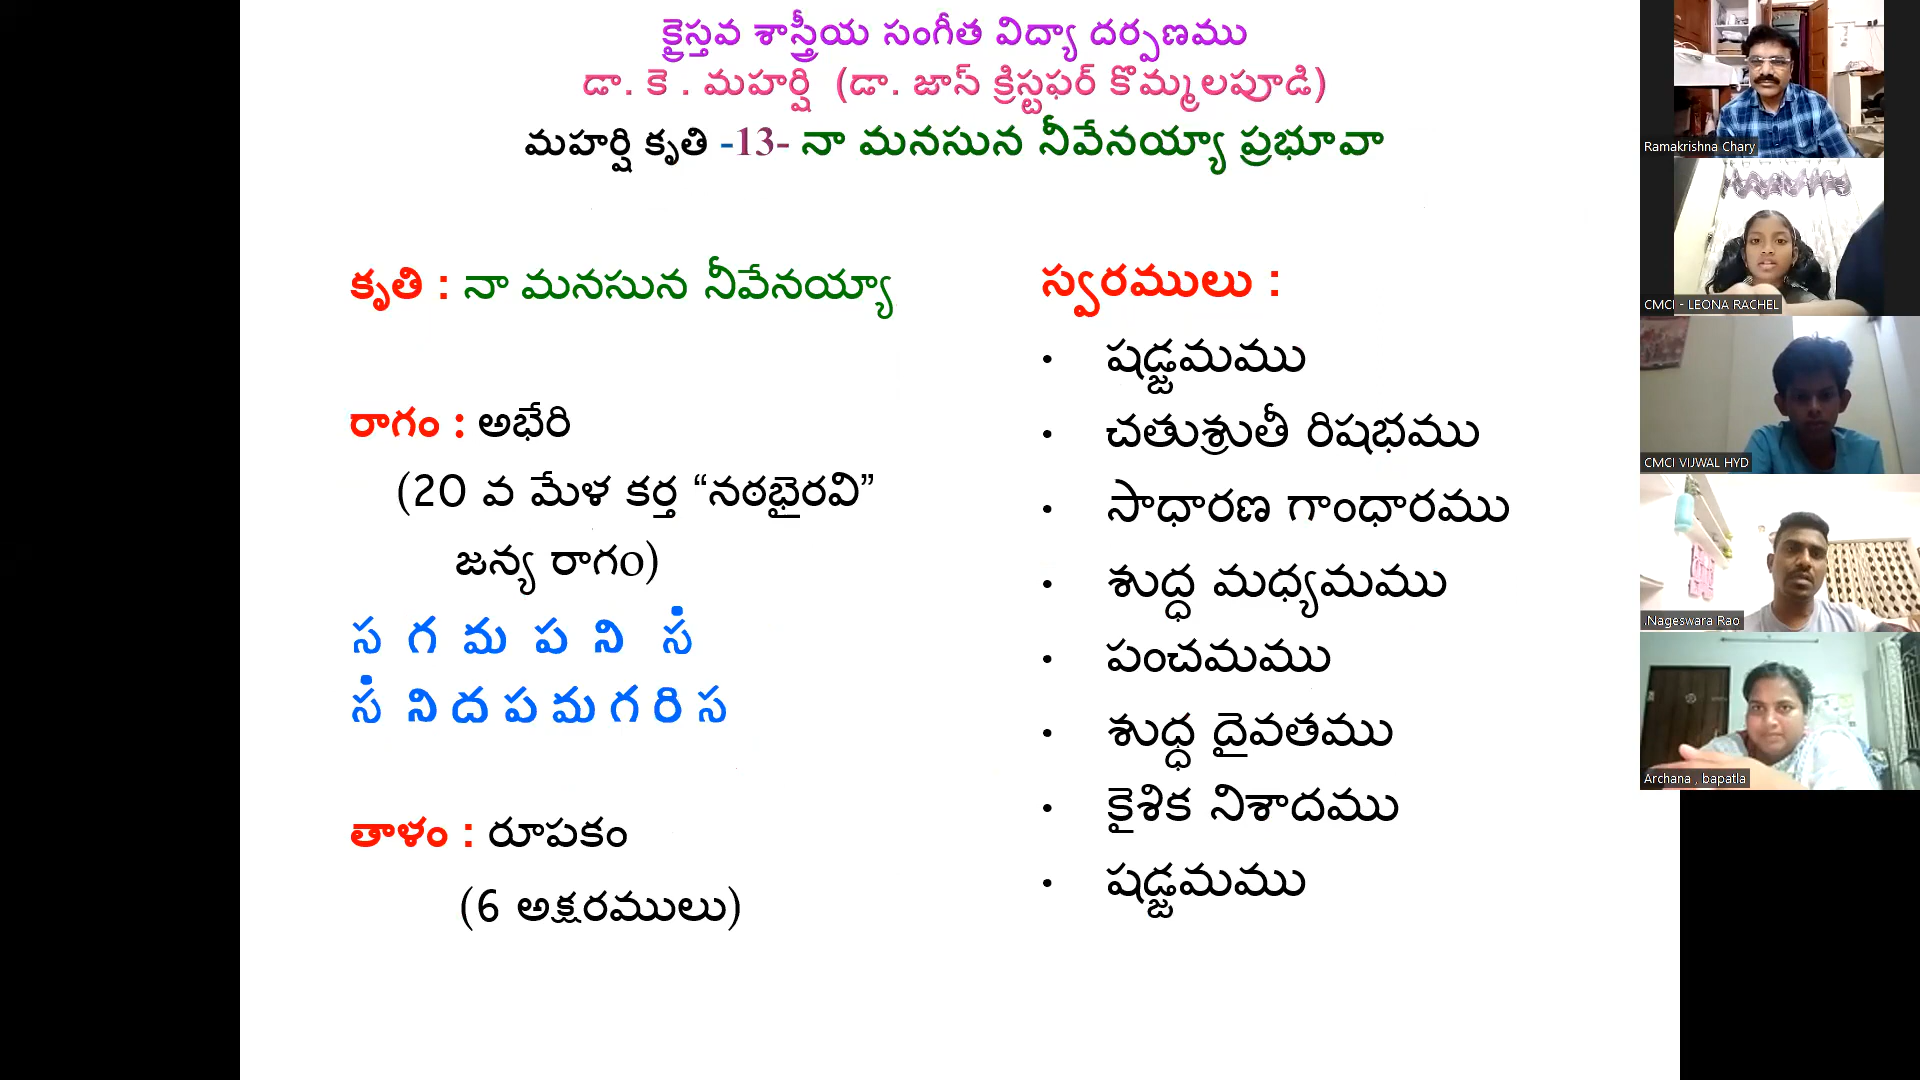 క్రైస్తవ శాస్త్రీయ సంగీత విద్యా దర్పణము
డా. కె . మహర్షి (డా. జాస్ క్రిస్టఫర్ కొమ్మలపూడి)
మహర్షి కృతి -13- నా మనసున నీవేనయ్యా ప్రభూవా
కృతి : నా మనసున నీవేనయ్యా
రాగం : అభేరి
(20 వ మేళ కర్త “నఠభైరవి”
జన్య రాగం)
స గ మ ప ని స̇
స̇ ని ద ప మ గ రి స
తాళం : రూపకం
(6 అక్షరములు)
స్వరములు :
• షడ్జమము
• చతుశ్రుతీ రిషభము
• సాధారణ గాంధారము
• శుద్ధ మధ్యమము
• పంచమము
• శుద్ధ దైవతము
• కైశిక నిశాదము
• షడ్జమము
Ramakrishna Chary
CMCI - LEONA RACHEL
CMCI VIJWAL HYD
.Nageswara Rao
Archana , bapatla